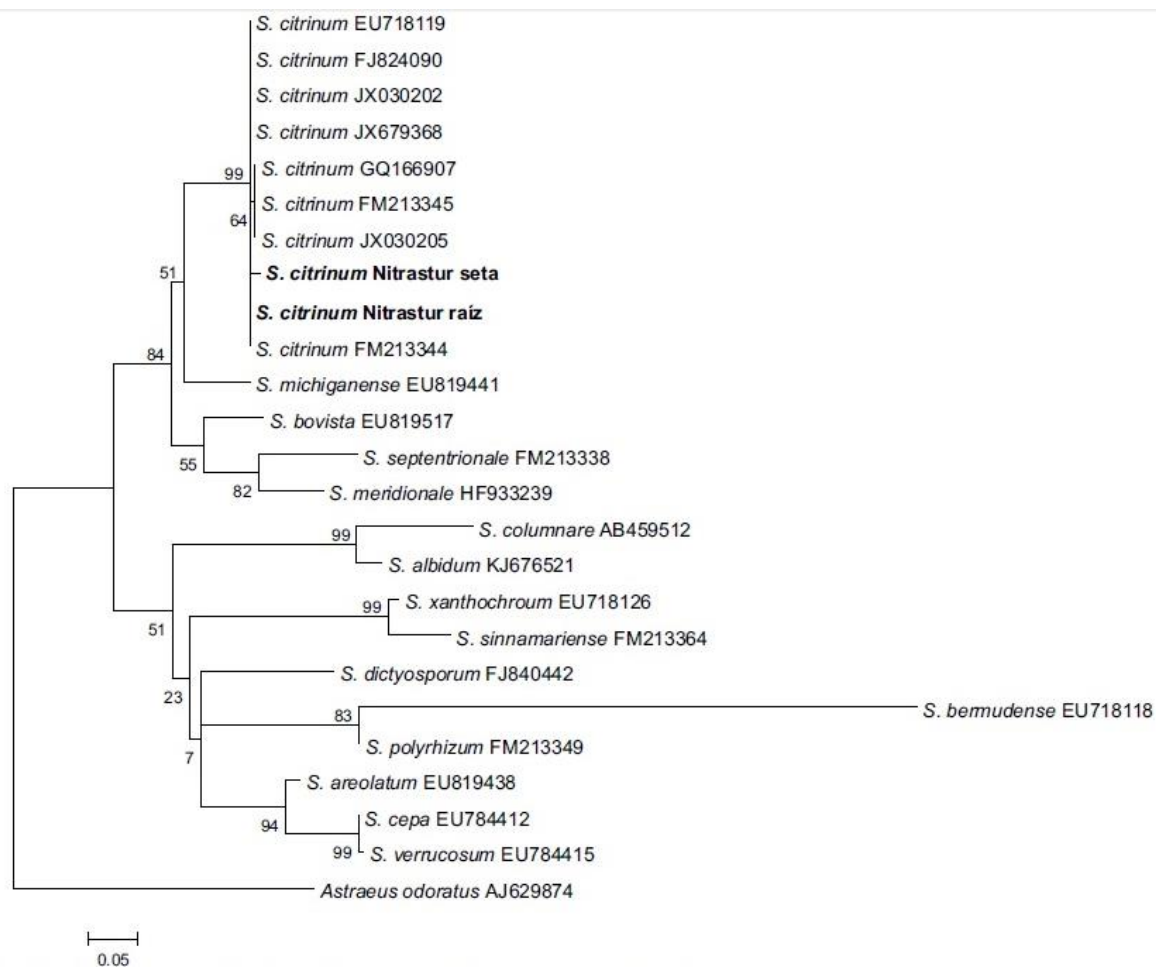 S. citrinum EU718119
S. citrinum FJ824090
S. citrinum JX030202
S. citrinum JX679368
99
S. citrinum GQ166907
S. citrinum FM213345
64
S. citrinum JX030205
51
S. citrinum Nitrastur seta
S. citrinum Nitrastur raíz
S. citrinum FM213344
84
S. michiganense EU819441
S. bovista EU819517
55
S. septentrionale FM213338
82
S. meridionale HF933239
99
S. columnare AB459512
S. albidum KJ676521
99
S. xanthochroum EU718126
51
S. sinnamariense FM213364
S. dictyosporum FJ840442
23
83
S. bermudense EU718118
S. polyrhizum FM213349
7
S. areolatum EU819438
94
S. cepa EU784412
99
S. verrucosum EU784415
Astraeus odoratus AJ629874
0.05